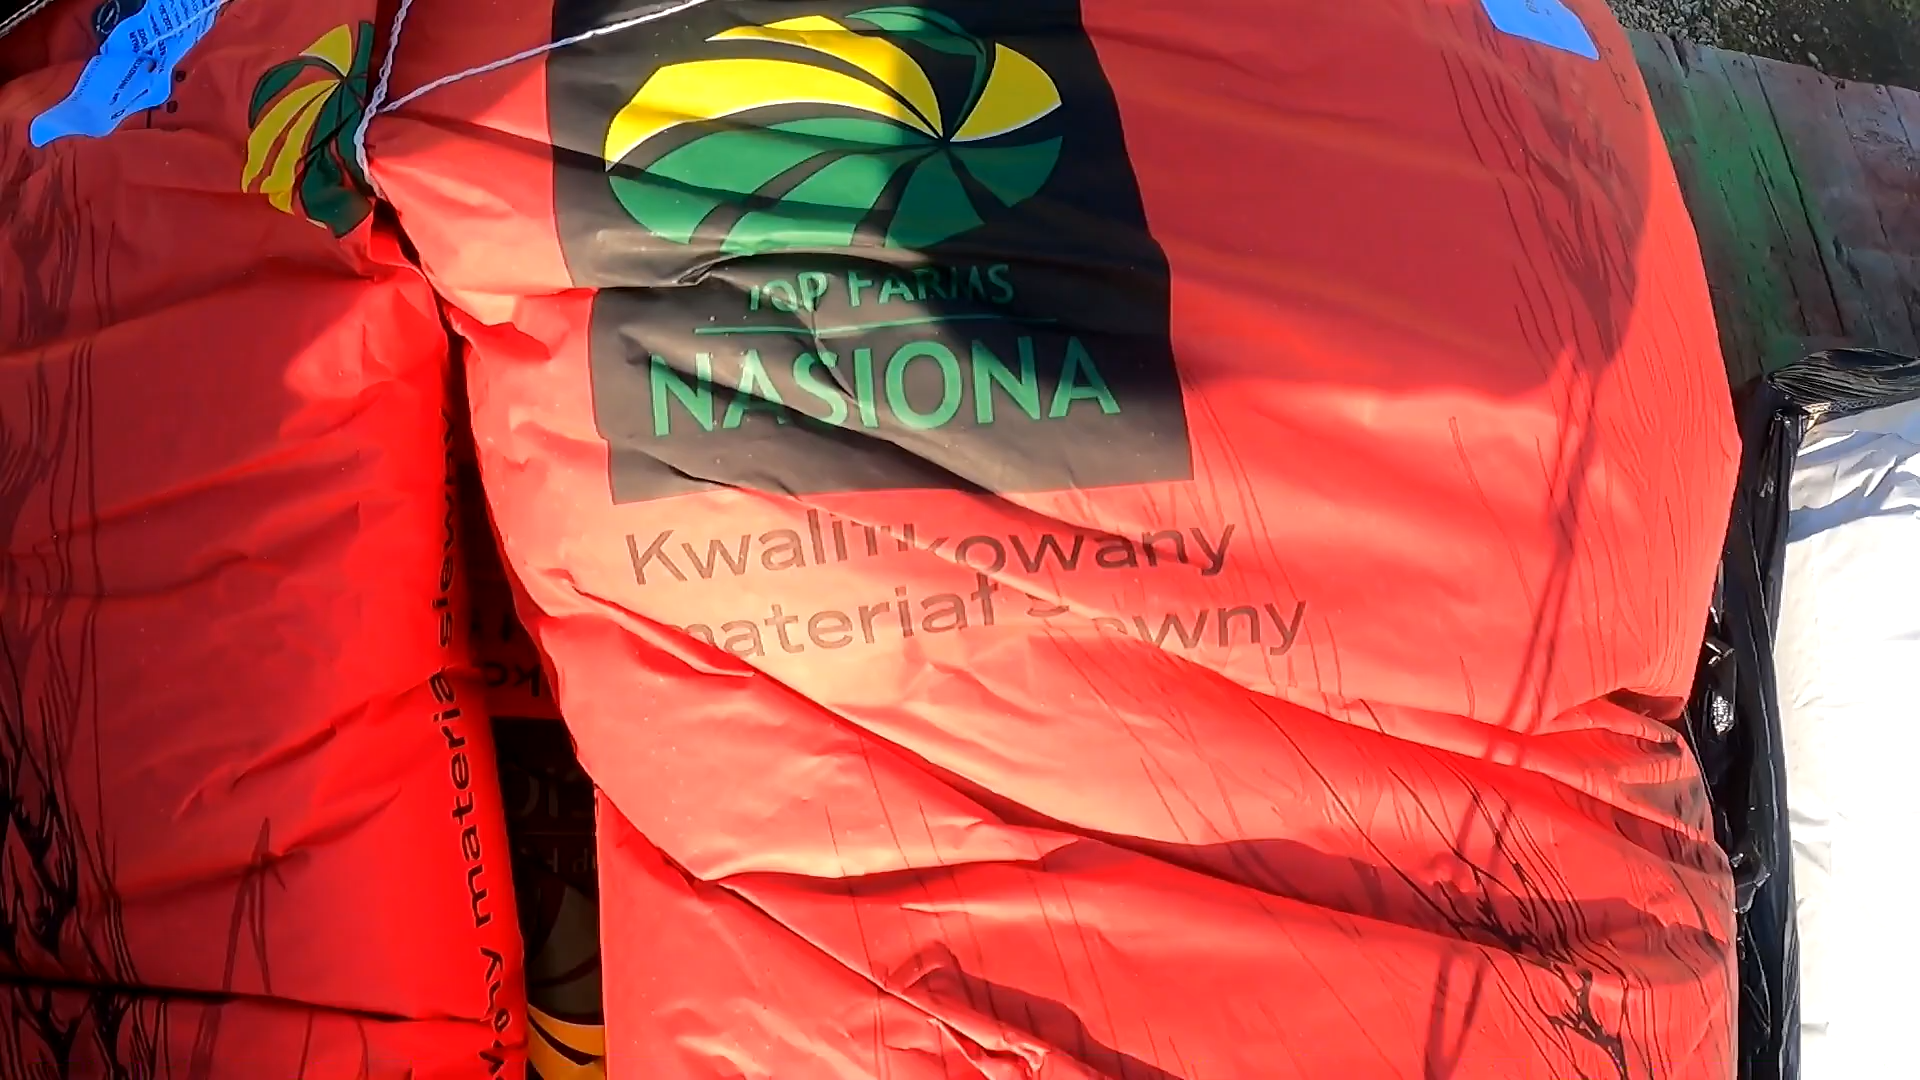 TOP FARMS
NASIONA
Kwalifikowany
materiał siewny
materiał siewny